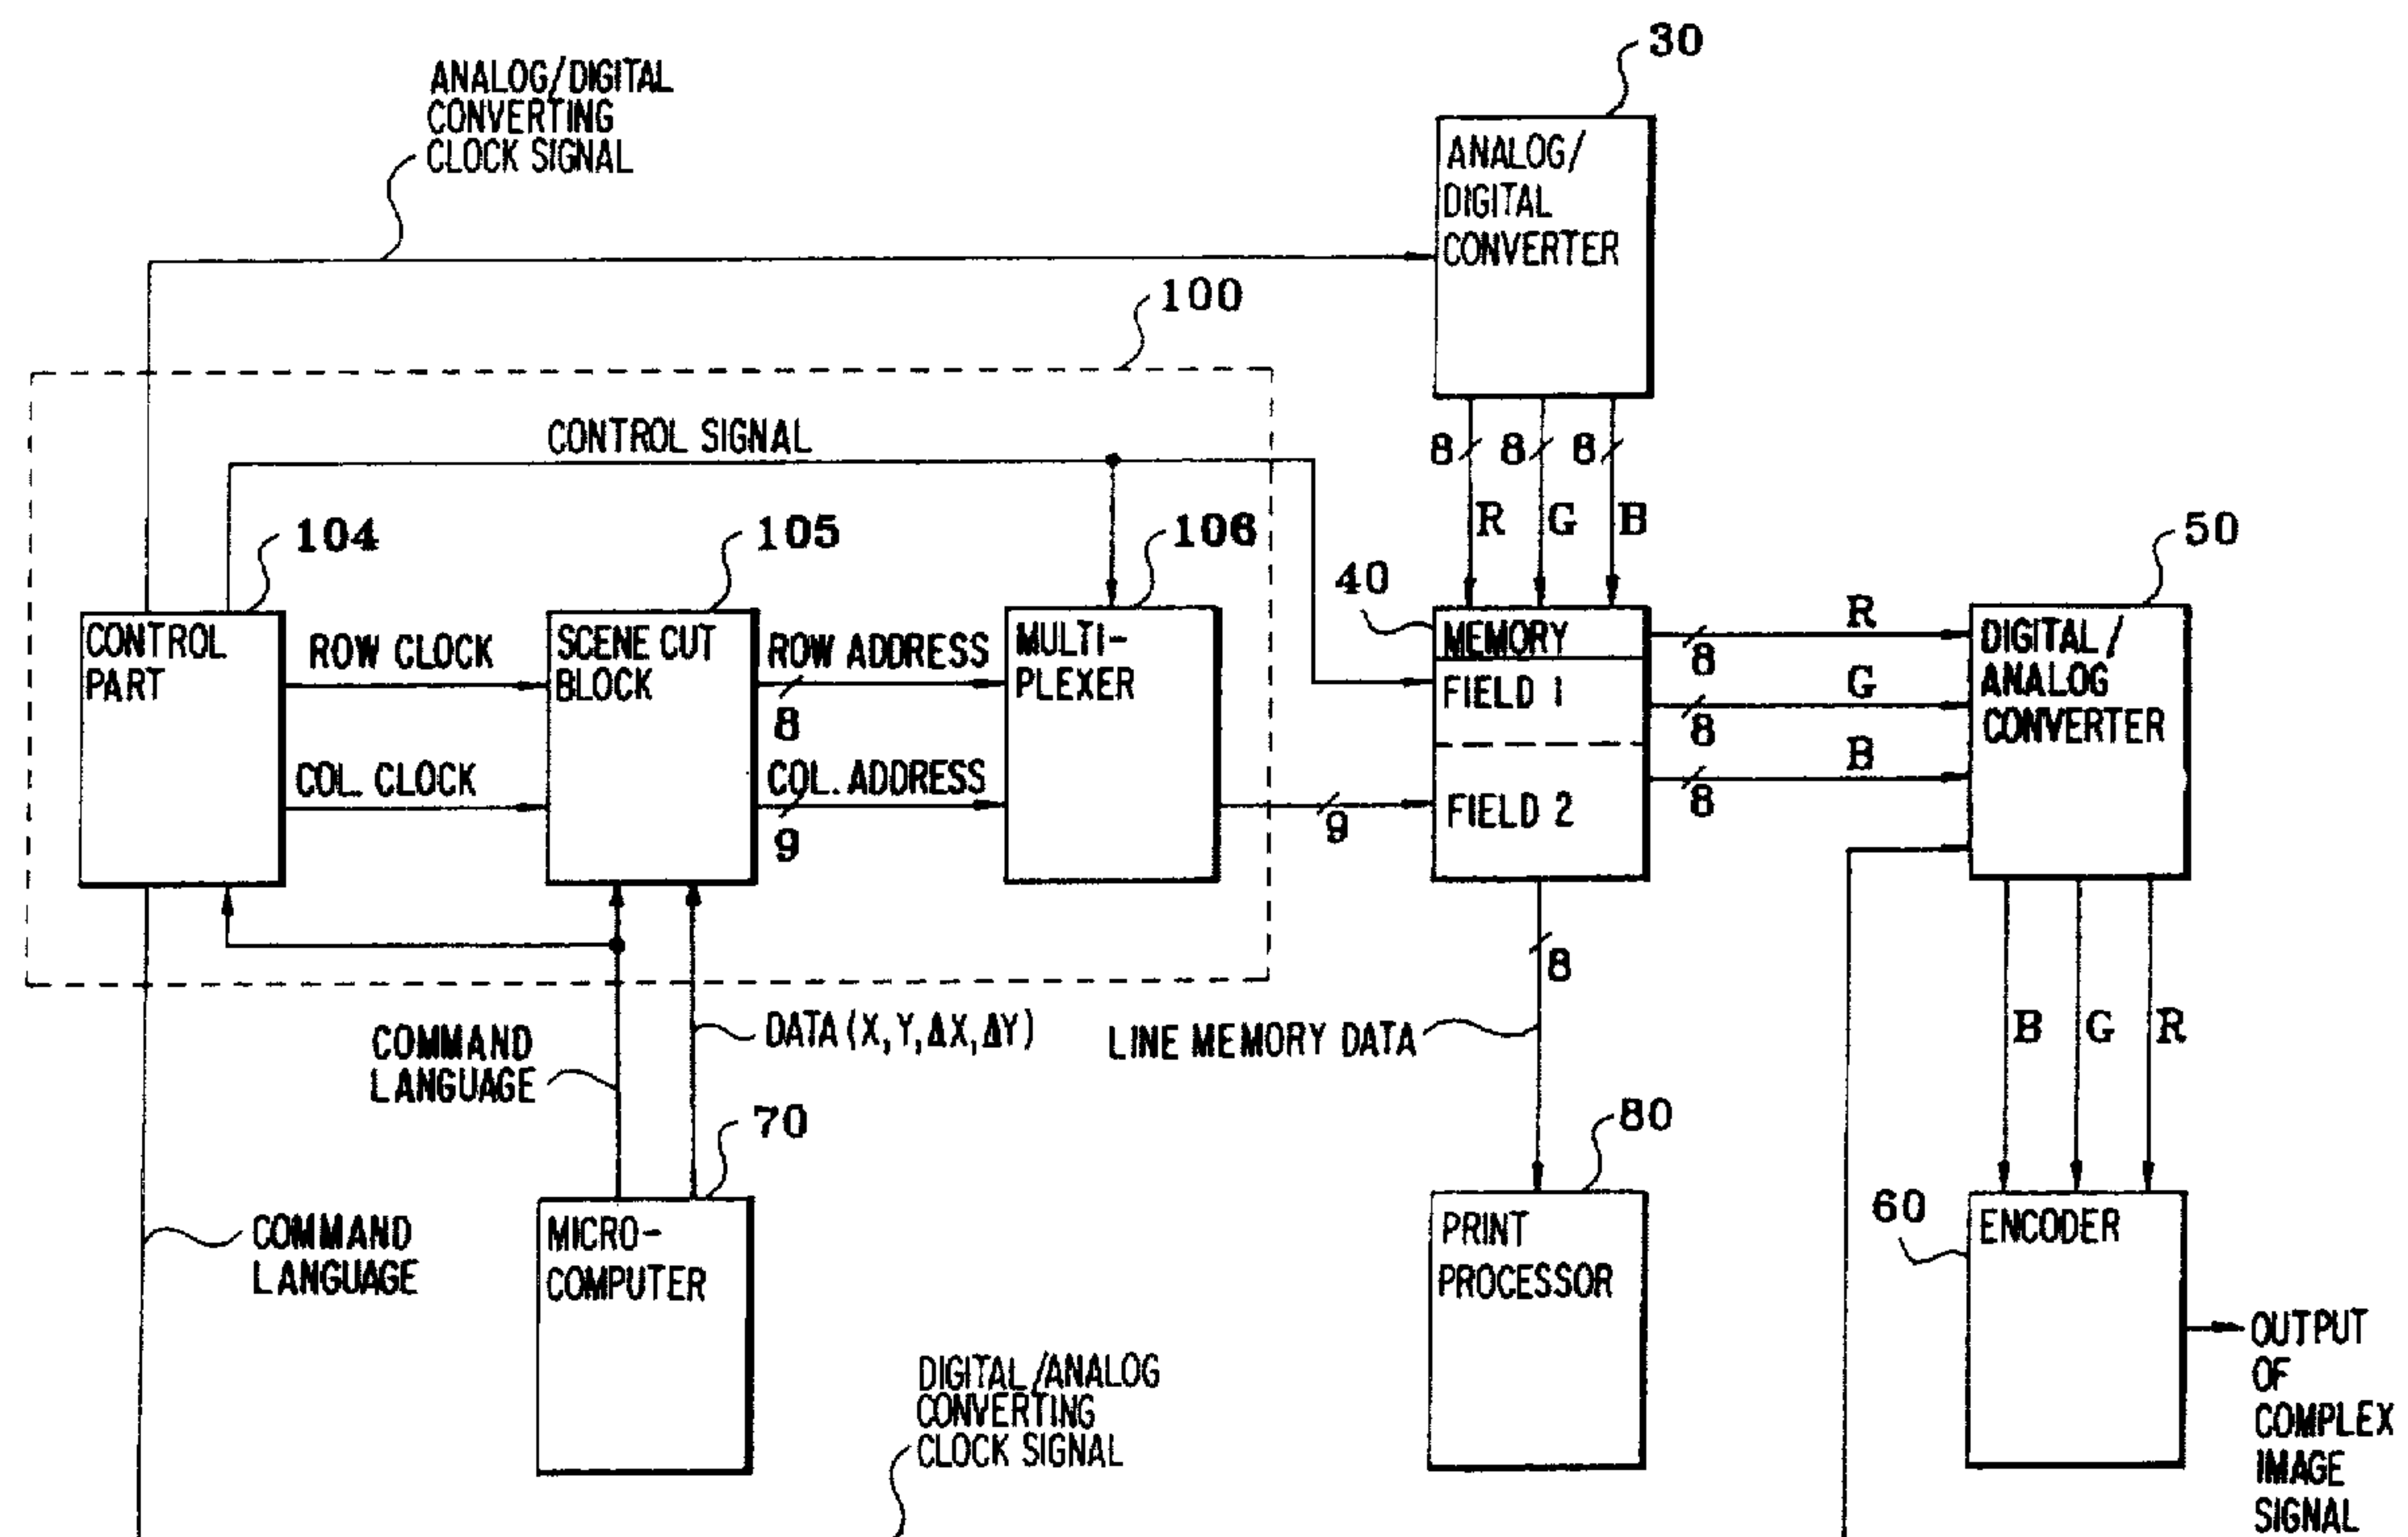 30
ANALOG/DIGITAL
CONVERTING
CLOCK SIGNAL
ANALOG/
DIGITAL
CONVERTER
100
CONTROL SIGNAL
8
8
8
R
G
B
104
105
106
40
50
CONTROL
PART
ROW CLOCK
COL. CLOCK
SCENE CUT
BLOCK
ROW ADDRESS
8
COL. ADDRESS
9
MULTI-
PLEXER
9
MEMORY
FIELD 1
FIELD 2
R
8
G
8
B
8
DIGITAL/
ANALOG
CONVERTER
8
COMMAND
LANGUAGE
DATA (X, Y, ΔX, ΔY)
LINE MEMORY DATA
B
G
R
70
80
60
COMMAND
LANGUAGE
MICRO-
COMPUTER
PRINT
PROCESSOR
ENCODER
OUTPUT
OF
COMPLEX
IMAGE
SIGNAL
DIGITAL/ANALOG
CONVERTING
CLOCK SIGNAL